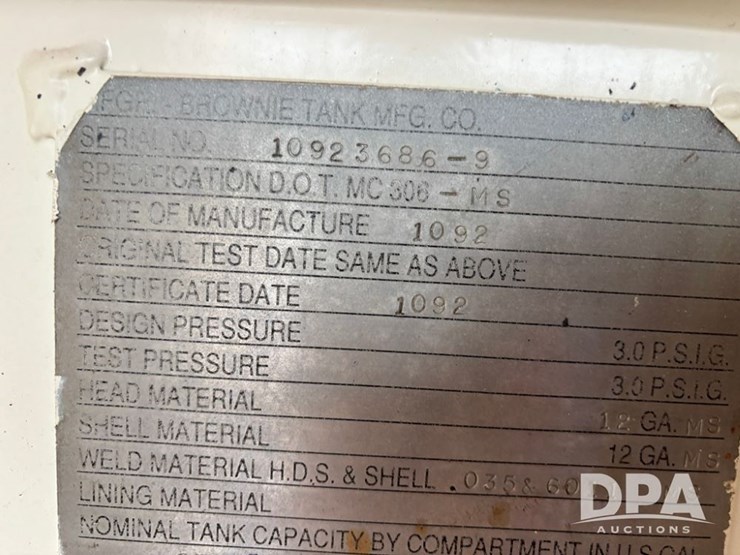 MFGR. - BROWNIE TANK MFG. CO.
SERIAL NO. 10923686-9
SPECIFICATION D.O.T. MC 306 - MS
DATE OF MANUFACTURE 1092
ORIGINAL TEST DATE SAME AS ABOVE
CERTIFICATE DATE 1092
DESIGN PRESSURE 3.0 P.S.I.G.
TEST PRESSURE 3.0 P.S.I.G.
HEAD MATERIAL 12 GA. MS
SHELL MATERIAL 12 GA. MS
WELD MATERIAL H.D.S. & SHELL .035&
LINING MATERIAL
NOMINAL TANK CAPACITY BY COMPARTMENT IN U.S.
DPA
AUCTIONS